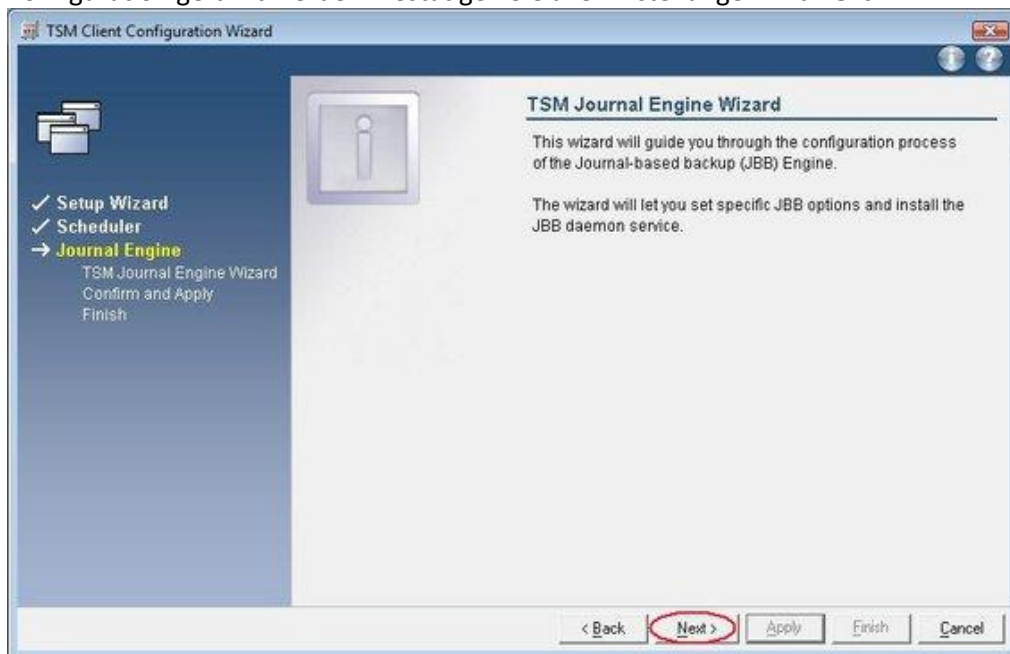 TSM Client Configuration Wizard
TSM Journal Engine Wizard
This wizard will guide you through the configuration process
of the Journal-based backup (JBB) Engine.
The wizard will let you set specific JBB options and install the
JBB daemon service.
Setup Wizard
Scheduler
Journal Engine
TSM Journal Engine Wizard
Confirm and Apply
Finish
< Back
Next >
Apply
Finish
Cancel